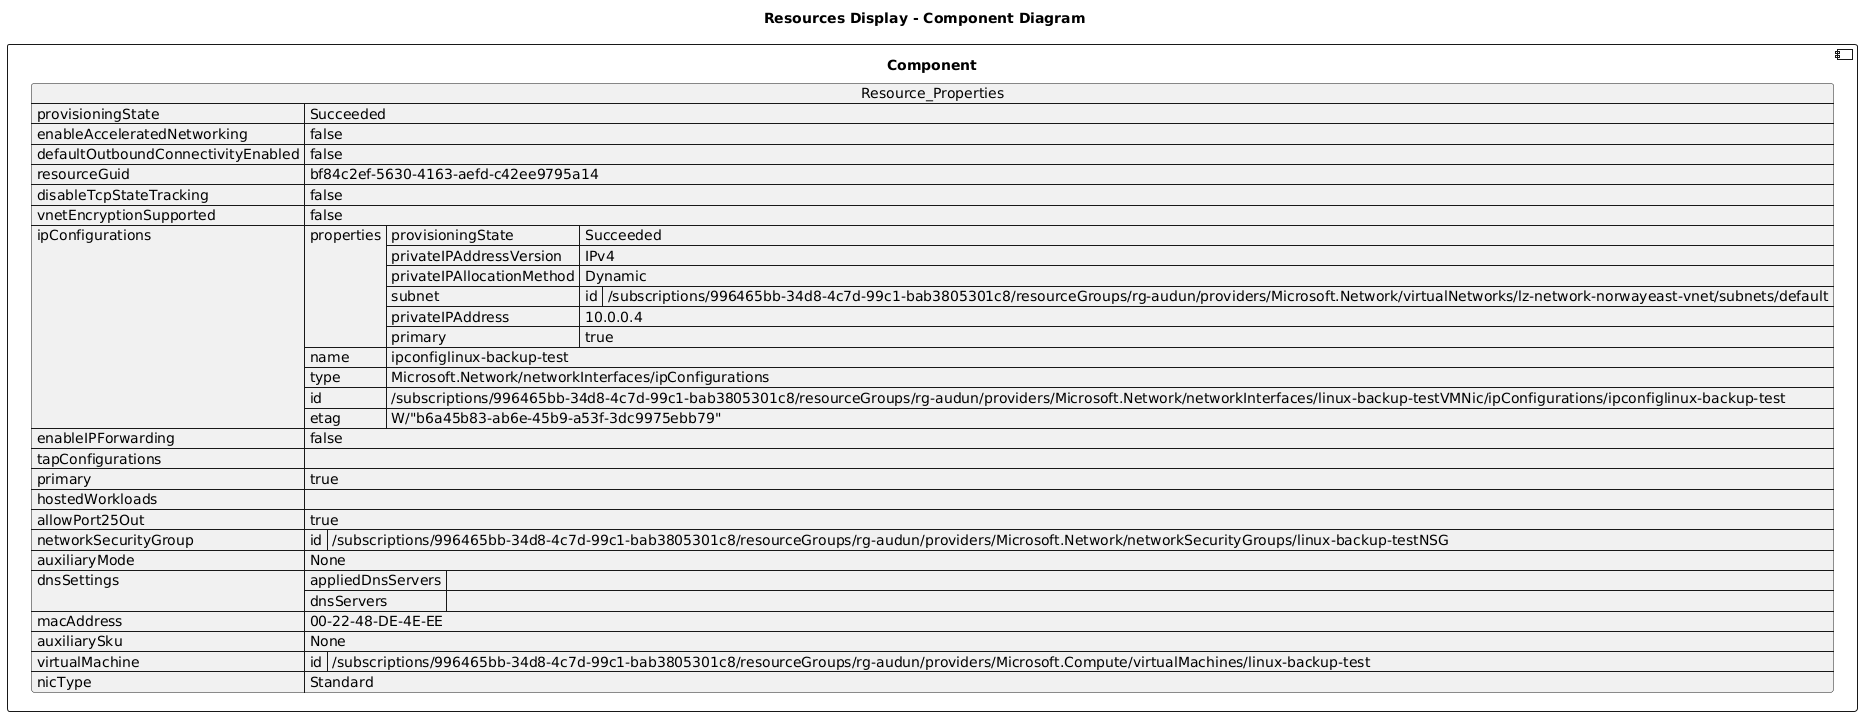 Resources Display - Component Diagram
Component
Resource_Properties
provisioningState Succeeded
enableAcceleratedNetworking false
defaultOutboundConnectivityEnabled false
resourceGuid bf84c2ef-5630-4163-aefd-c42ee9795a14
disableTcpStateTracking false
vnetEncryptionSupported false
ipConfigurations properties provisioningState Succeeded
privateIPAddressVersion IPv4
privateIPAllocationMethod Dynamic
subnet id /subscriptions/996465bb-34d8-4c7d-99c1-bab3805301c8/resourceGroups/rg-audun/providers/Microsoft.Network/virtualNetworks/lz-network-norwayeast-vnet/subnets/default
privateIPAddress 10.0.0.4
primary true
name ipconfiglinux-backup-test
type Microsoft.Network/networkInterfaces/ipConfigurations
id /subscriptions/996465bb-34d8-4c7d-99c1-bab3805301c8/resourceGroups/rg-audun/providers/Microsoft.Network/networkInterfaces/linux-backup-testVMNic/ipConfigurations/ipconfiglinux-backup-test
etag W/"b6a45b83-ab6e-45b9-a53f-3dc9975ebb79"
enableIPForwarding false
tapConfigurations
primary true
hostedWorkloads
allowPort25Out true
networkSecurityGroup id /subscriptions/996465bb-34d8-4c7d-99c1-bab3805301c8/resourceGroups/rg-audun/providers/Microsoft.Network/networkSecurityGroups/linux-backup-testNSG
auxiliaryMode None
dnsSettings appliedDnsServers
dnsServers
macAddress 00-22-48-DE-4E-EE
auxiliarySku None
virtualMachine id /subscriptions/996465bb-34d8-4c7d-99c1-bab3805301c8/resourceGroups/rg-audun/providers/Microsoft.Compute/virtualMachines/linux-backup-test
nicType Standard